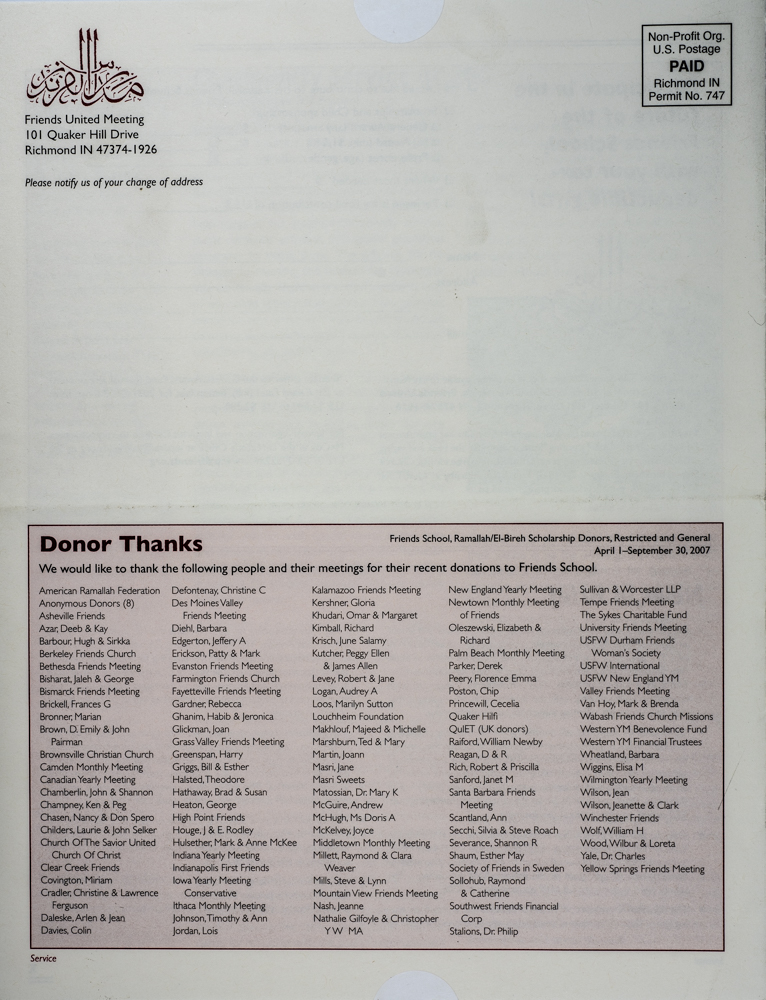 مدارس الفرندز
Friends United Meeting
101 Quaker Hill Drive
Richmond IN 47374-1926
Please notify us of your change of address
Non-Profit Org.
U.S. Postage
PAID
Richmond IN
Permit No. 747
Donor Thanks
Friends School, Ramallah/El-Bireh Scholarship Donors, Restricted and General
April 1–September 30, 2007
We would like to thank the following people and their meetings for their recent donations to Friends School.
American Ramallah Federation
Anonymous Donors (8)
Asheville Friends
Azar, Deeb & Kay
Barbour, Hugh & Sirkka
Berkeley Friends Church
Bethesda Friends Meeting
Bisharat, Jaleh & George
Bismarck Friends Meeting
Brickell, Frances G
Bronner, Marian
Brown, D. Emily & John
Pairman
Brownsville Christian Church
Camden Monthly Meeting
Canadian Yearly Meeting
Chamberlin, John & Shannon
Champney, Ken & Peg
Chasen, Nancy & Don Spero
Childers, Laurie & John Selker
Church Of The Savior United
Church Of Christ
Clear Creek Friends
Covington, Miriam
Cradler, Christine & Lawrence
Ferguson
Daleske, Arlen & Jean
Davies, Colin
Defontenay, Christine C
Des Moines Valley
Friends Meeting
Diehl, Barbara
Edgerton, Jeffery A
Erickson, Patty & Mark
Evanston Friends Meeting
Farmington Friends Church
Fayetteville Friends Meeting
Gardner, Rebecca
Ghanim, Habib & Jeronica
Glickman, Joan
Grass Valley Friends Meeting
Greenspan, Harry
Griggs, Bill & Esther
Halsted, Theodore
Hathaway, Brad & Susan
Heaton, George
High Point Friends
Houge, J & E. Rodley
Hulsether, Mark & Anne McKee
Indiana Yearly Meeting
Indianapolis First Friends
Iowa Yearly Meeting
Conservative
Ithaca Monthly Meeting
Johnson, Timothy & Ann
Jordan, Lois
Kalamazoo Friends Meeting
Kershner, Gloria
Khudari, Omar & Margaret
Kimball, Richard
Krisch, June Salamy
Kutcher, Peggy Ellen
& James Allen
Levey, Robert & Jane
Logan, Audrey A
Loos, Marilyn Sutton
Louchheim Foundation
Makhlouf, Majeed & Michelle
Marshburn, Ted & Mary
Martin, Joann
Masri, Jane
Masri Sweets
Matossian, Dr. Mary K
McGuire, Andrew
McHugh, Ms Doris A
McKelvey, Joyce
Middletown Monthly Meeting
Millett, Raymond & Clara
Weaver
Mills, Steve & Lynn
Mountain View Friends Meeting
Nash, Jeanne
Nathalie Gilfoyle & Christopher
Y W MA
New England Yearly Meeting
Newtown Monthly Meeting
of Friends
Oleszewski, Elizabeth &
Richard
Palm Beach Monthly Meeting
Parker, Derek
Peery, Florence Emma
Poston, Chip
Princewill, Cecelia
Quaker Hilfi
QuIET (UK donors)
Raiford, William Newby
Reagan, D & R
Rich, Robert & Priscilla
Sanford, Janet M
Santa Barbara Friends
Meeting
Scantland, Ann
Secchi, Silvia & Steve Roach
Severance, Shannon R
Shaum, Esther May
Society of Friends in Sweden
Sollohub, Raymond
& Catherine
Southwest Friends Financial
Corp
Stalions, Dr. Philip
Sullivan & Worcester LLP
Tempe Friends Meeting
The Sykes Charitable Fund
University Friends Meeting
USFW Durham Friends
Woman's Society
USFW International
USFW New England YM
Valley Friends Meeting
Van Hoy, Mark & Brenda
Wabash Friends Church Missions
Western YM Benevolence Fund
Western YM Financial Trustees
Wheatland, Barbara
Wiggins, Elisa M
Wilmington Yearly Meeting
Wilson, Jean
Wilson, Jeanette & Clark
Winchester Friends
Wolf, William H
Wood, Wilbur & Loreta
Yale, Dr. Charles
Yellow Springs Friends Meeting
Service